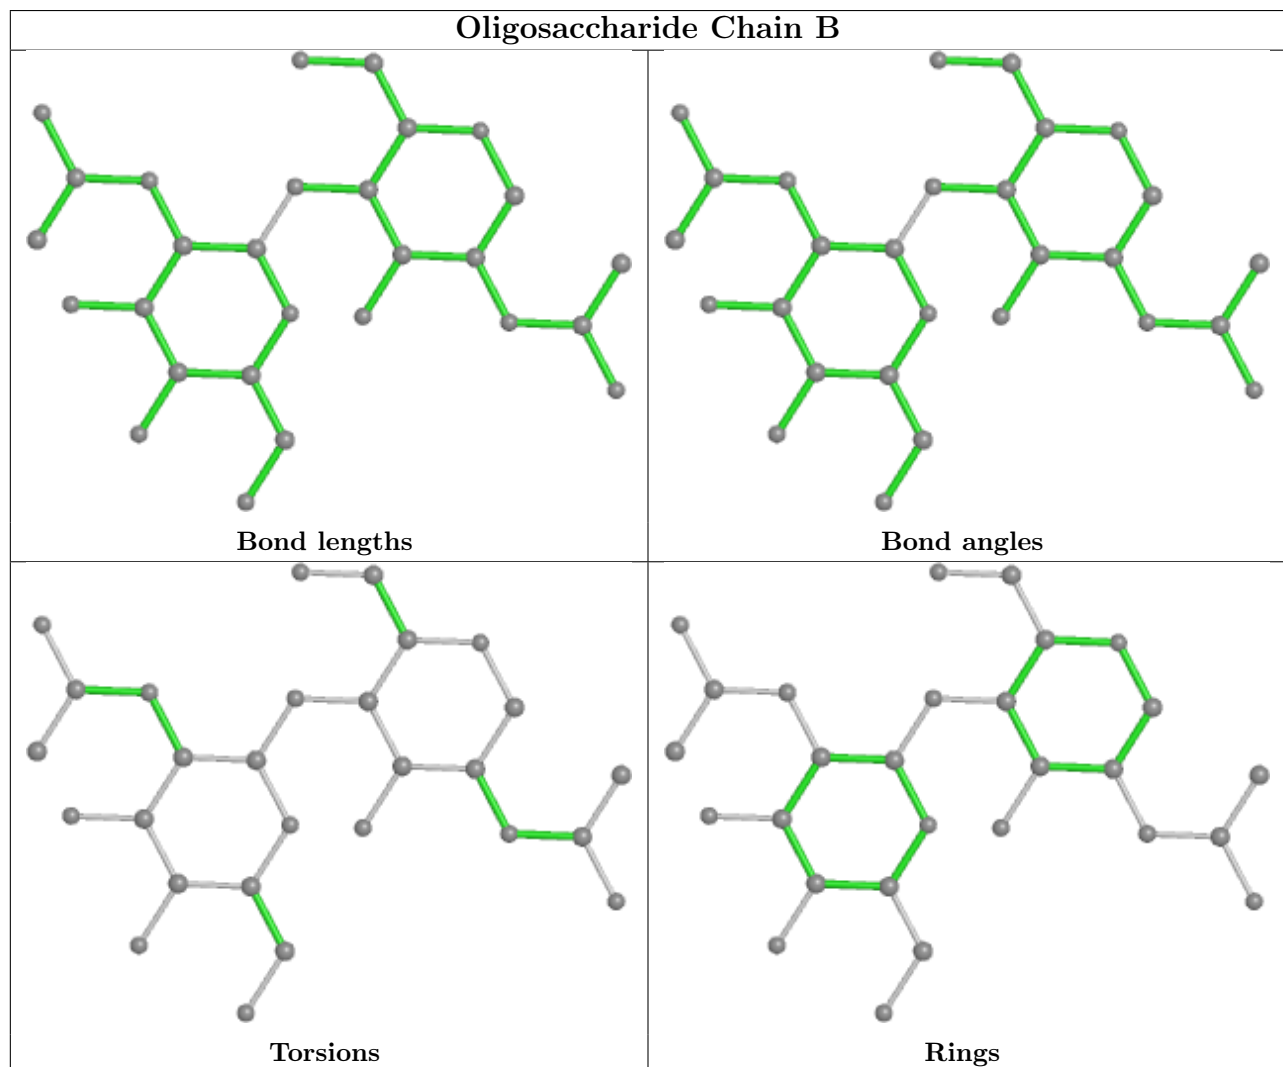 Oligosaccharide Chain B
Bond lengths
Bond angles
Torsions
Rings